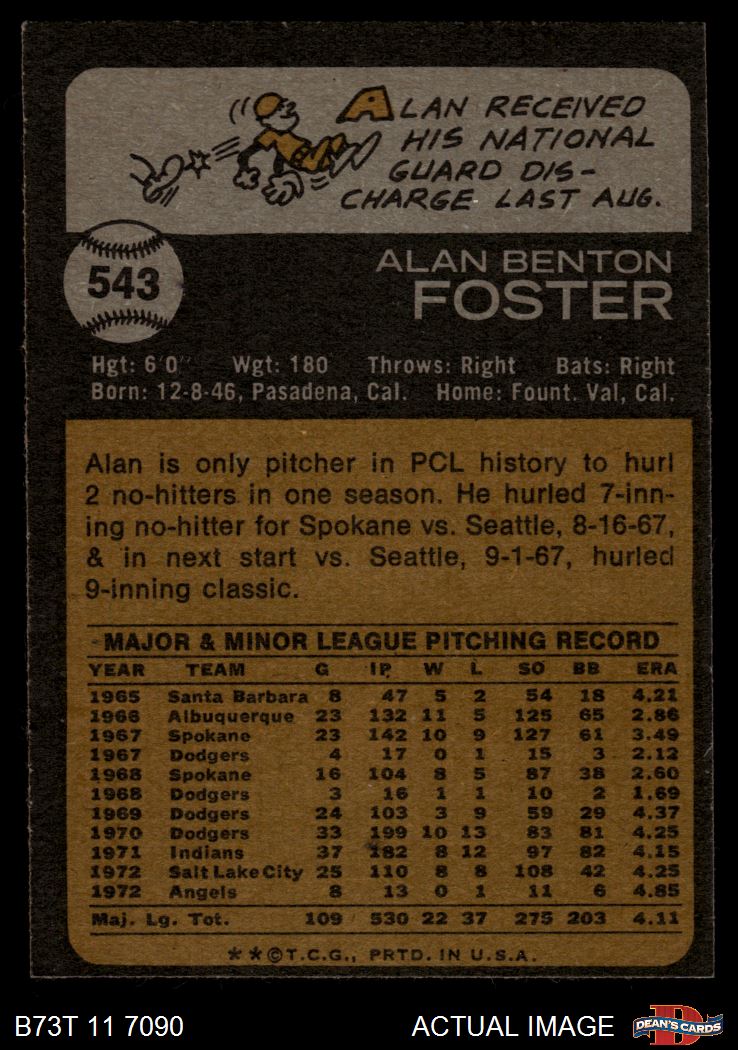 ALAN RECEIVED
HIS NATIONAL
GUARD DIS-
CHARGE LAST AUG.
543
ALAN BENTON
FOSTER
Hgt: 6'0" Wgt: 180 Throws: Right Bats: Right
Born: 12-8-46, Pasadena, Cal. Home: Fount. Val, Cal.
Alan is only pitcher in PCL history to hurl
2 no-hitters in one season. He hurled 7-inn-
ing no-hitter for Spokane vs. Seattle, 8-16-67,
& in next start vs. Seattle, 9-1-67, hurled
9-inning classic.
MAJOR & MINOR LEAGUE PITCHING RECORD
YEAR TEAM G IP W L SO BB ERA
1965 Santa Barbara 8 47 5 2 54 18 4.21
1966 Albuquerque 23 132 11 5 125 65 2.86
1967 Spokane 23 142 10 9 127 61 3.49
1967 Dodgers 4 17 0 1 15 3 2.12
1968 Spokane 16 104 8 5 87 38 2.60
1968 Dodgers 3 16 1 1 10 2 1.69
1969 Dodgers 24 103 3 9 59 29 4.37
1970 Dodgers 33 199 10 13 83 81 4.25
1971 Indians 37 182 8 12 97 82 4.15
1972 Salt Lake City 25 110 8 8 108 42 4.25
1972 Angels 8 13 0 1 11 6 4.85
Maj. Lg. Tot. 109 530 22 37 275 203 4.11
**©T.C.G., PRTD. IN U.S.A.
B73T 11 7090 ACTUAL IMAGE DEAN'S CARDS